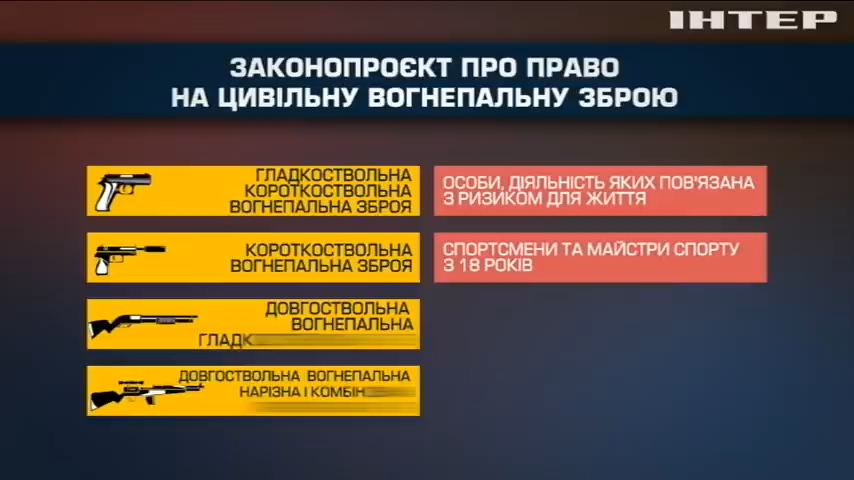 ІНТЕР
ЗАКОНОПРОЄКТ ПРО ПРАВО
НА ЦИВІЛЬНУ ВОГНЕПАЛЬНУ ЗБРОЮ
ГЛАДКОСТВОЛЬНА
КОРОТКОСТВОЛЬНА
ВОГНЕПАЛЬНА ЗБРОЯ
ОСОБИ, ДІЯЛЬНІСТЬ ЯКИХ ПОВ'ЯЗАНА
З РИЗИКОМ ДЛЯ ЖИТТЯ
КОРОТКОСТВОЛЬНА
ВОГНЕПАЛЬНА ЗБРОЯ
СПОРТСМЕНИ ТА МАЙСТРИ СПОРТУ
З 18 РОКІВ
ДОВГОСТВОЛЬНА
ВОГНЕПАЛЬНА
ДОВГОСТВОЛЬНА ВОГНЕПАЛЬНА
НАРІЗНА І